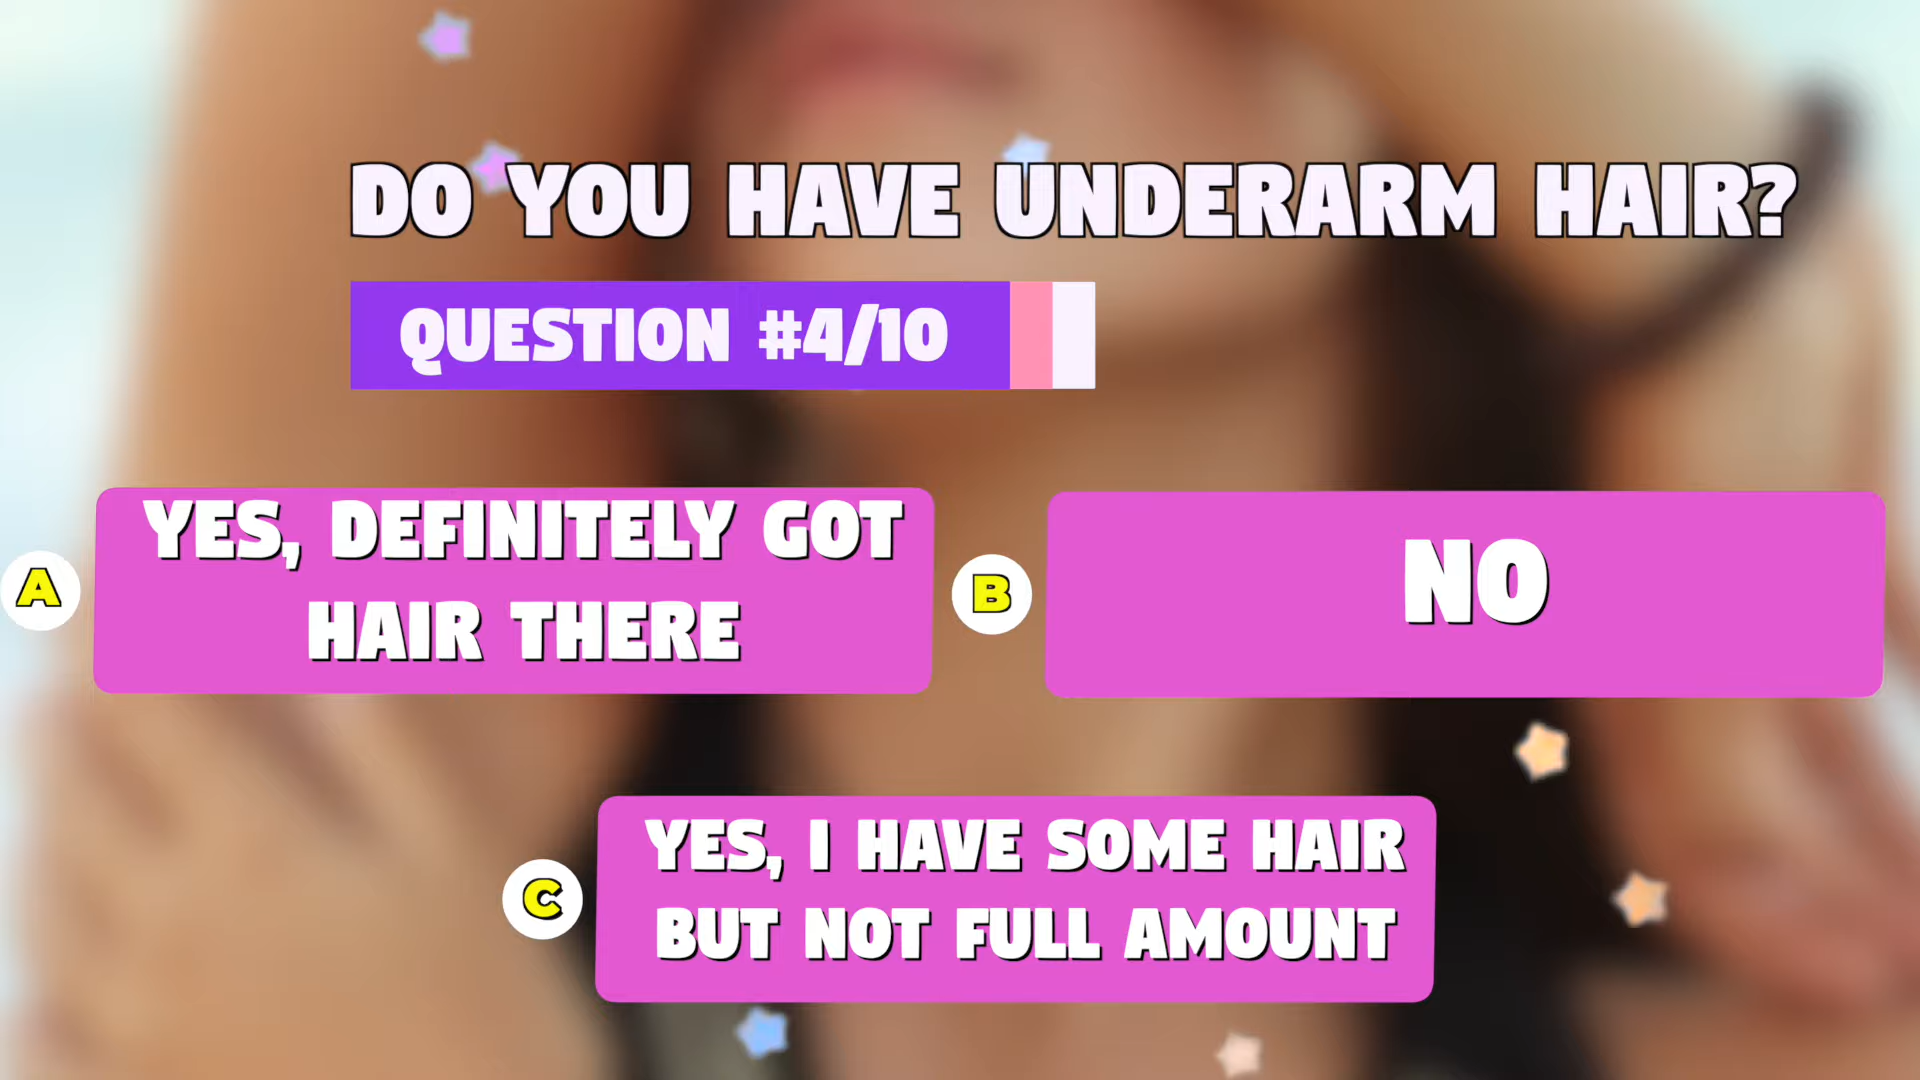 DO YOU HAVE UNDERARM HAIR?
QUESTION #4/10
A
YES, DEFINITELY GOT
HAIR THERE
B
NO
C
YES, I HAVE SOME HAIR
BUT NOT FULL AMOUNT